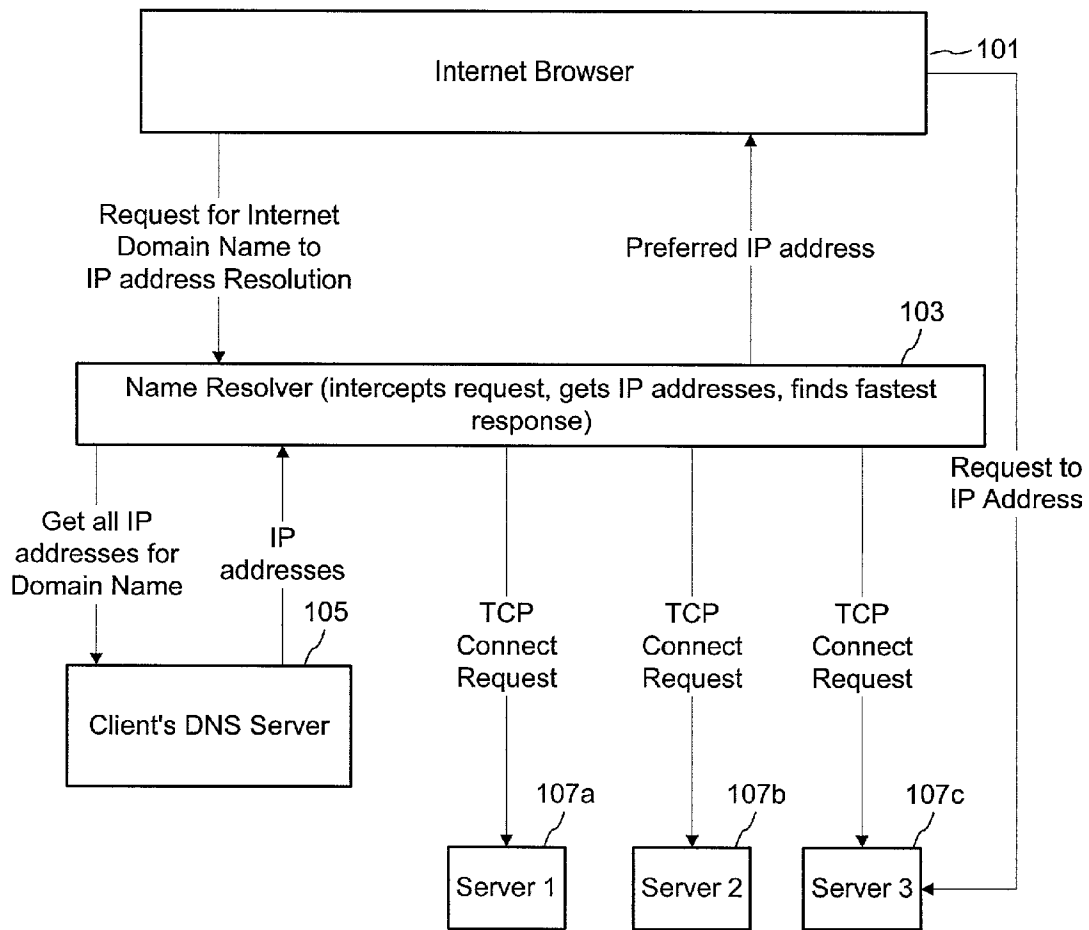 Internet Browser
101
Request for Internet
Domain Name to
IP address Resolution
Preferred IP address
103
Name Resolver (intercepts request, gets IP addresses, finds fastest
response)
Request to
IP Address
Get all IP
addresses for
Domain Name
IP
addresses
105
Client's DNS Server
TCP
Connect
Request
TCP
Connect
Request
TCP
Connect
Request
107a
Server 1
107b
Server 2
107c
Server 3